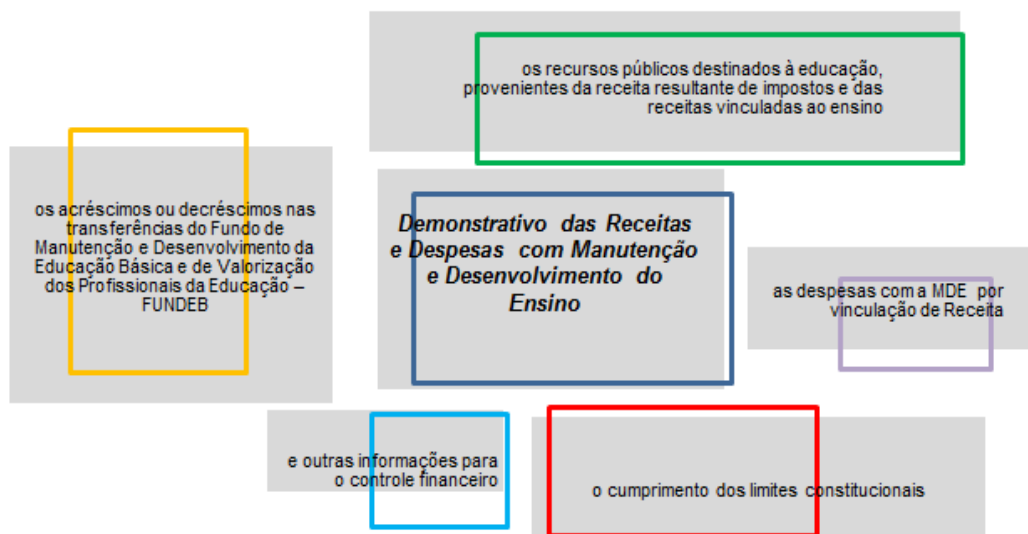 os recursos públicos destinados à educação,
provenientes da receita resultante de impostos e das
receitas vinculadas ao ensino
os acréscimos ou decréscimos nas
transferências do Fundo de
Manutenção e Desenvolvimento da
Educação Básica e de Valorização
dos Profissionais da Educação –
FUNDEB
Demonstrativo das Receitas
e Despesas com Manutenção
e Desenvolvimento do
Ensino
as despesas com a MDE por
vinculação de Receita
e outras informações para
o controle financeiro
o cumprimento dos limites constitucionais